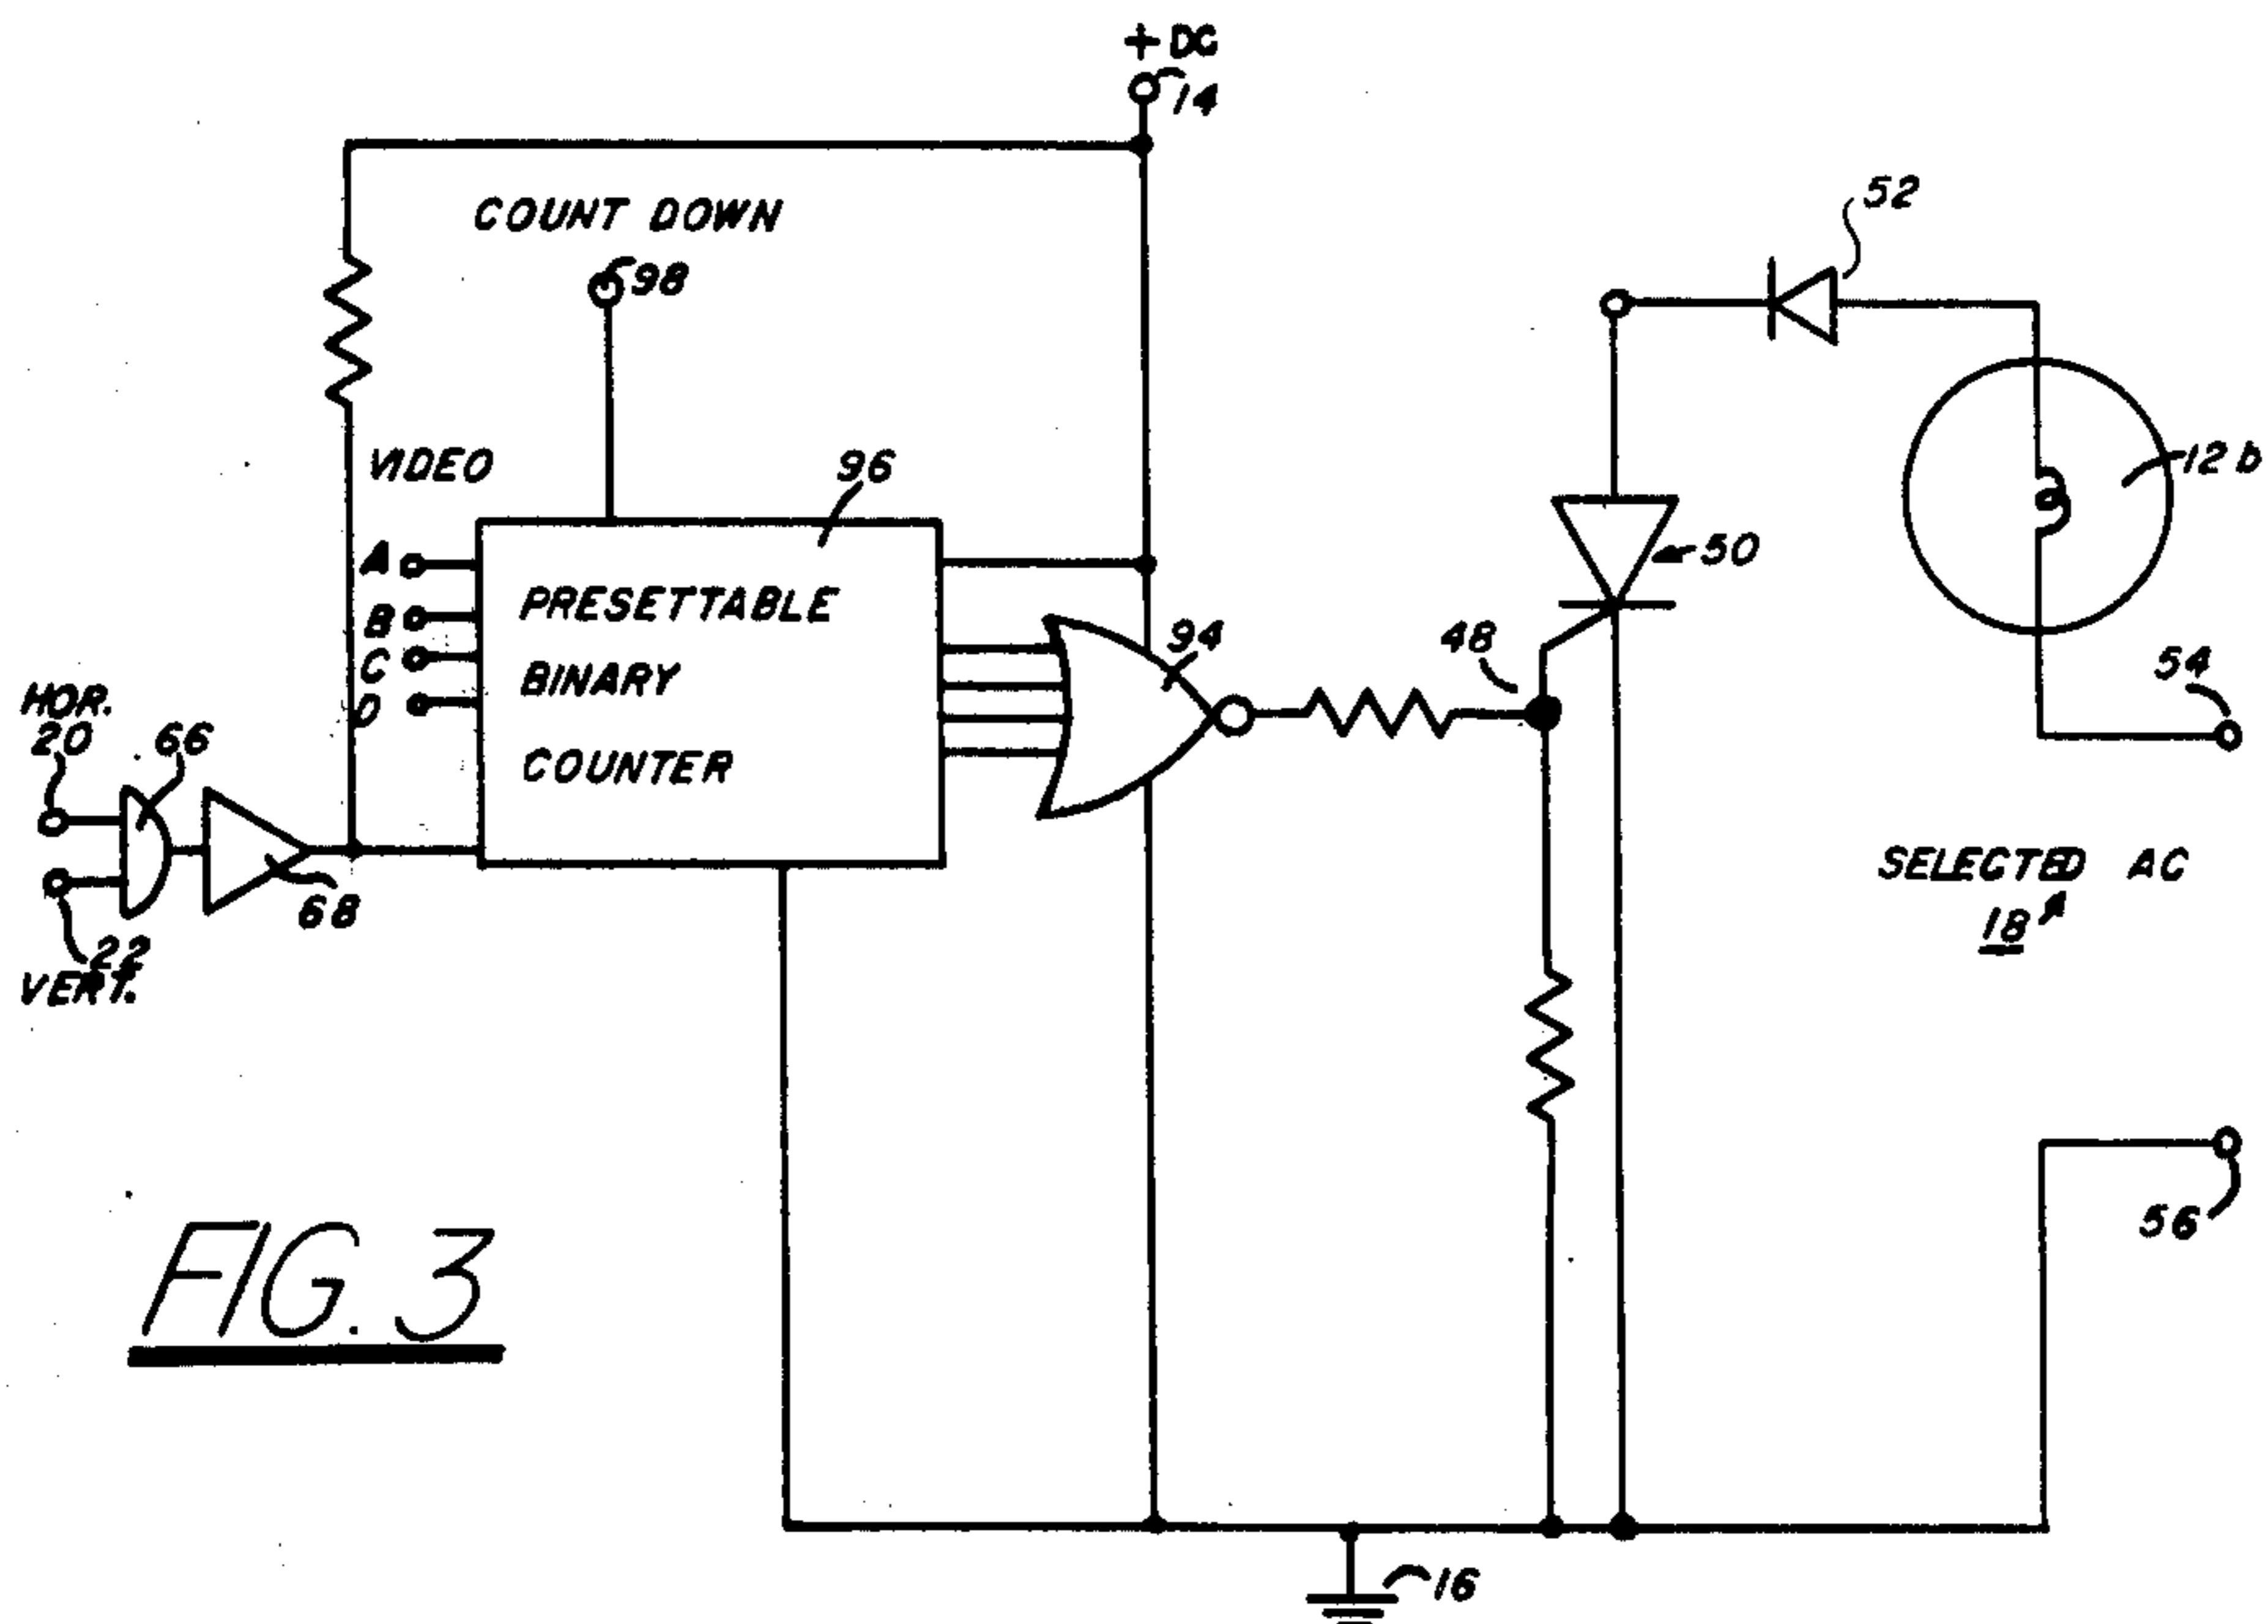 + DC
14
COUNT DOWN
98
52
VIDEO
96
12b
A
B
C
D
PRESETTABLE
BINARY
COUNTER
94
48
50
54
HOR.
20
66
68
22
VERT.
SELECTED AC
18
56
FIG. 3
16